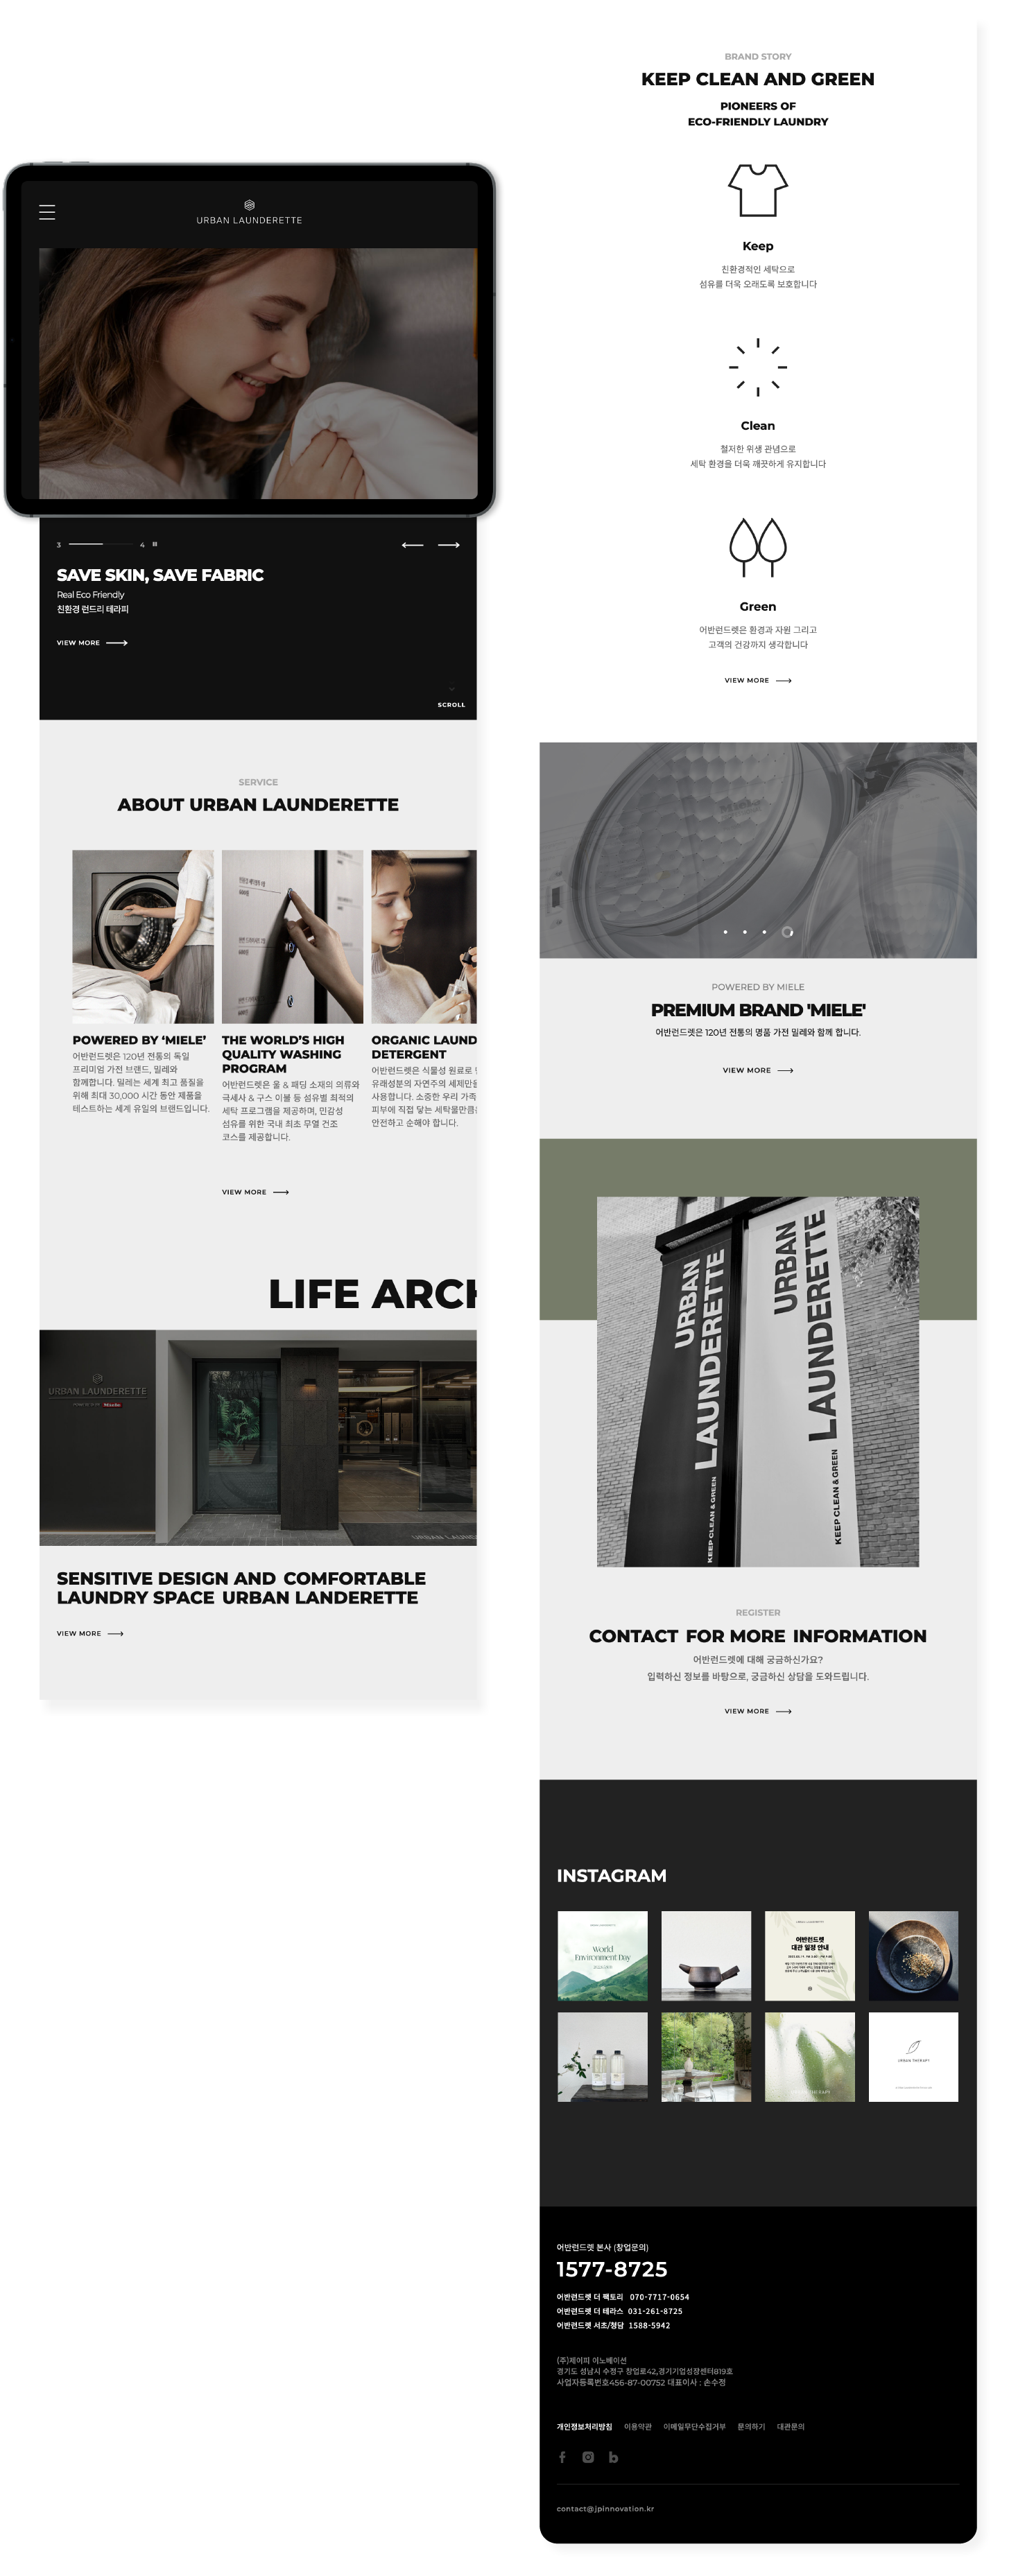 URBAN LAUNDERETTE
3
4
SAVE SKIN, SAVE FABRIC
Real Eco Friendly
친환경 런드리 테라피
VIEW MORE
SCROLL
SERVICE
ABOUT URBAN LAUNDERETTE
POWERED BY ‘MIELE’
어반런드렛은 120년 전통의 독일
프리미엄 가전 브랜드, 밀레와
함께합니다. 밀레는 세계 최고 품질을
위해 최대 30,000 시간 동안 제품을
테스트하는 세계 유일의 브랜드입니다.
THE WORLD’S HIGH
QUALITY WASHING
PROGRAM
어반런드렛은 울 & 패딩 소재의 의류와
극세사 & 구스 이불 등 섬유별 최적의
세탁 프로그램을 제공하며, 민감성
섬유를 위한 국내 최초 무열 건조
코스를 제공합니다.
ORGANIC LAUND
DETERGENT
어반런드렛은 식물성 원료로
유래성분의 자연주의 세제만을
사용합니다. 소중한 우리 가족
피부에 직접 닿는 세탁물만큼
안전하고 순해야 합니다.
VIEW MORE
LIFE ARCH
URBAN LAUNDERETTE
Miele
SENSITIVE DESIGN AND COMFORTABLE
LAUNDRY SPACE URBAN LANDERETTE
VIEW MORE
BRAND STORY
KEEP CLEAN AND GREEN
PIONEERS OF
ECO-FRIENDLY LAUNDRY
Keep
친환경적인 세탁으로
섬유를 더욱 오래도록 보호합니다
Clean
철저한 위생 관념으로
세탁 환경을 더욱 깨끗하게 유지합니다
Green
어반런드렛은 환경과 자원 그리고
고객의 건강까지 생각합니다
VIEW MORE
POWERED BY MIELE
PREMIUM BRAND 'MIELE'
어반런드렛은 120년 전통의 명품 가전 밀레와 함께 합니다.
VIEW MORE
URBAN
LAUNDERETTE
KEEP CLEAN & GREEN
URBAN
LAUNDERETTE
KEEP CLEAN & GREEN
REGISTER
CONTACT FOR MORE INFORMATION
어반런드렛에 대해 궁금하신가요?
입력하신 정보를 바탕으로, 궁금하신 상담을 도와드립니다.
VIEW MORE
INSTAGRAM
World
Environment Day
어반런드렛
대관 일정 안내
URBAN THERAPY
어반런드렛 본사 (창업문의)
1577-8725
어반런드렛 더 팩토리 070-7717-0654
어반런드렛 더 테라스 031-261-8725
어반런드렛 서초/청담 1588-5942
(주)제이피 이노베이션
경기도 성남시 수정구 창업로42,경기기업성장센터819호
사업자등록번호456-87-00752 대표이사 : 손수정
개인정보처리방침 이용약관 이메일무단수집거부 문의하기 대관문의
contact@jpinnovation.kr